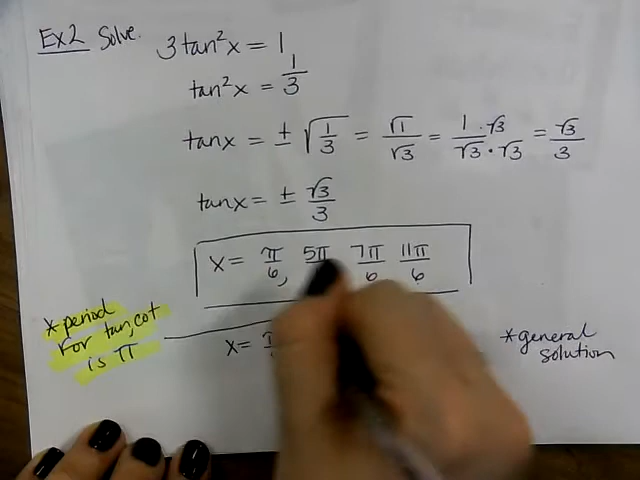 Ex2 Solve.
3tan²x = 1
tan²x = 1/3
tanx = ± √(1/3) = √1/√3 = 1·√3/√3·√3 = √3/3
tanx = ± √3/3
x = π/6, 5π 7π/6 11π/6
*period
for tan, cot
is π
x = π
*general
solution